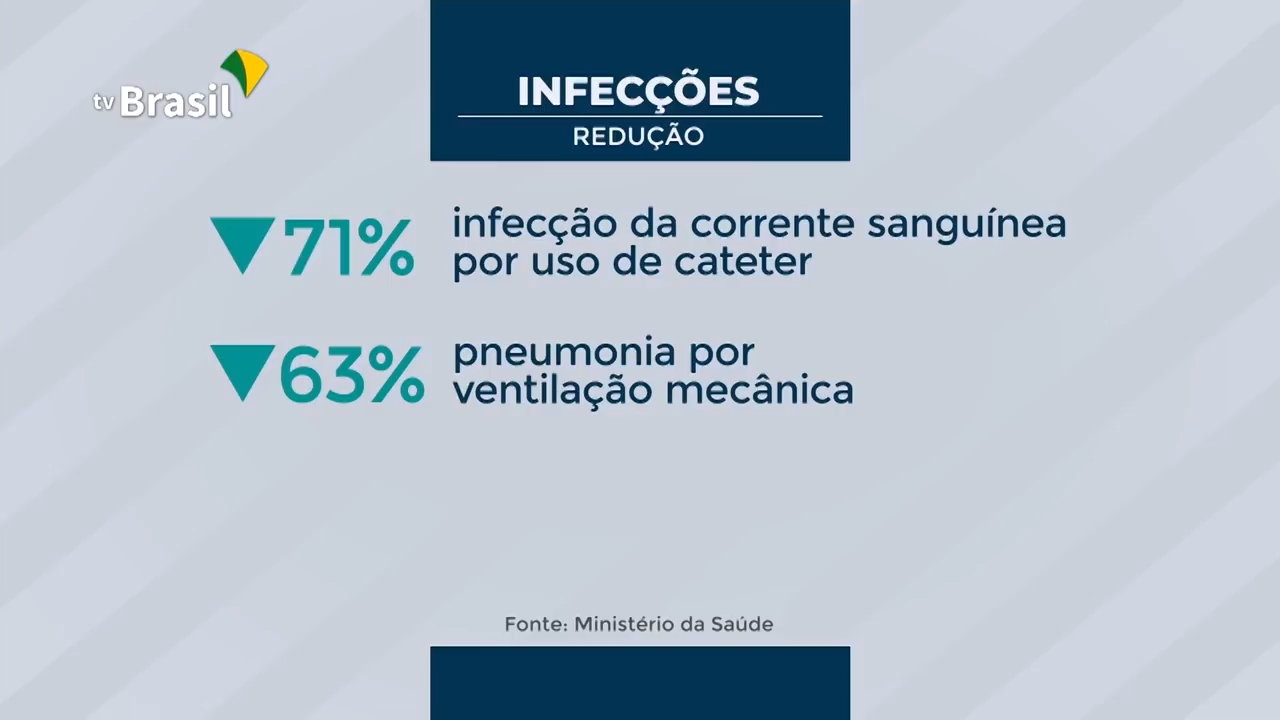 tv Brasil
INFECÇÕES
REDUÇÃO
71%
infecção da corrente sanguínea
por uso de cateter
63%
pneumonia por
ventilação mecânica
Fonte: Ministério da Saúde